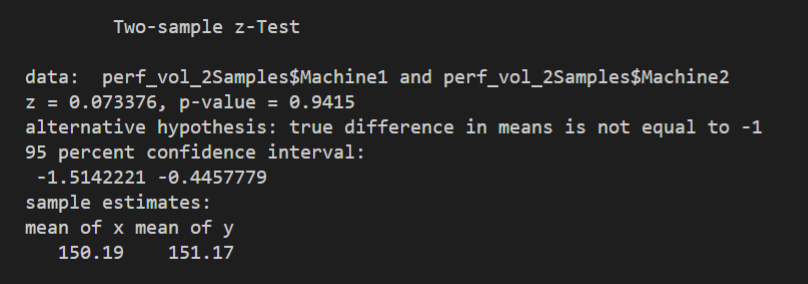 Two-sample z-Test
data:  perf_vol_2Samples$Machine1 and perf_vol_2Samples$Machine2
z = 0.073376, p-value = 0.9415
alternative hypothesis: true difference in means is not equal to -1
95 percent confidence interval:
 -1.5142221 -0.4457779
sample estimates:
mean of x mean of y
   150.19    151.17